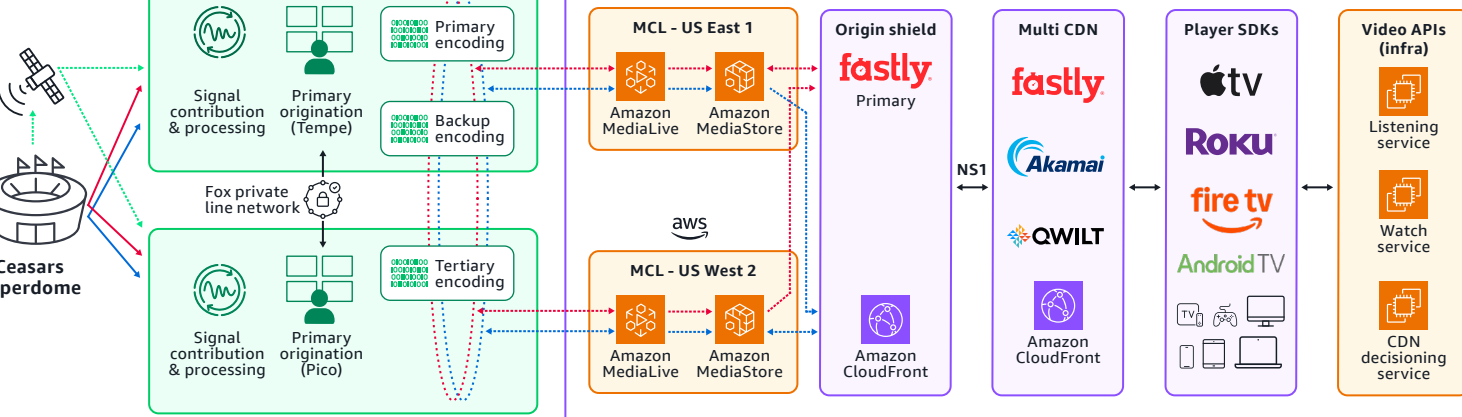 Ceasars
perdome
Signal
contribution
& processing
Primary
origination
(Tempe)
Primary
encoding
Backup
encoding
Fox private
line network
Signal
contribution
& processing
Primary
origination
(Pico)
Tertiary
encoding
MCL - US East 1
Amazon
MediaLive
Amazon
MediaStore
aws
MCL - US West 2
Amazon
MediaLive
Amazon
MediaStore
Origin shield
fastly
Primary
Amazon
CloudFront
NS1
Multi CDN
fastly
Akamai
QWILT
Amazon
CloudFront
Player SDKs
tv
ROKU
fire tv
Android TV
TV
Video APIs
(infra)
Listening
service
Watch
service
CDN
decisioning
service